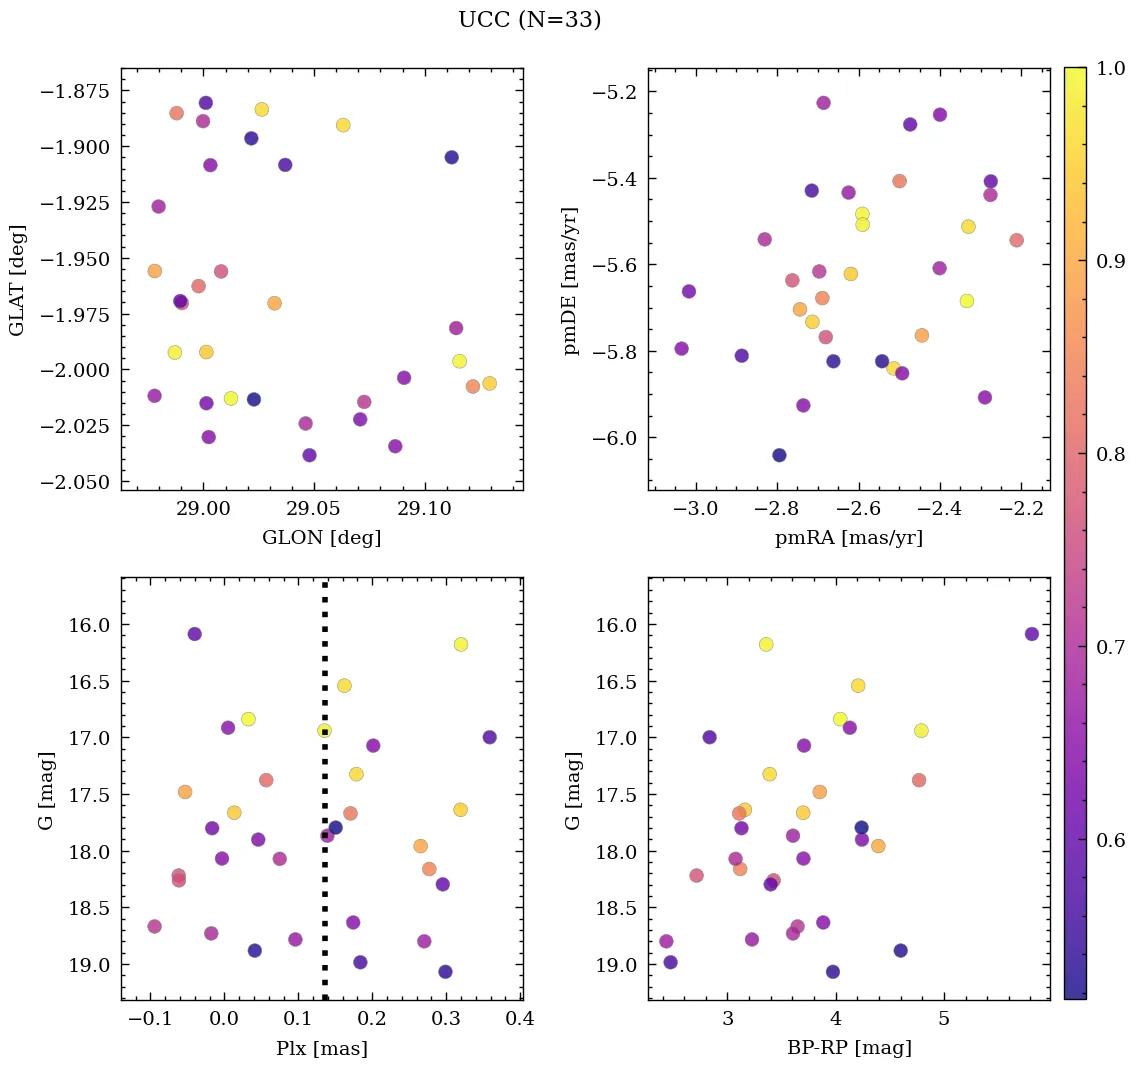 UCC (N=33)
−1.875
−1.900
−1.925
−1.950
−1.975
−2.000
−2.025
−2.050
GLAT [deg]
29.00 29.05 29.10
GLON [deg]
−5.2
−5.4
−5.6
−5.8
−6.0
pmDE [mas/yr]
−3.0 −2.8 −2.6 −2.4 −2.2
pmRA [mas/yr]
16.0
16.5
17.0
17.5
18.0
18.5
19.0
G [mag]
−0.1 0.0 0.1 0.2 0.3 0.4
Plx [mas]
16.0
16.5
17.0
17.5
18.0
18.5
19.0
G [mag]
3 4 5
BP-RP [mag]
1.0
0.9
0.8
0.7
0.6